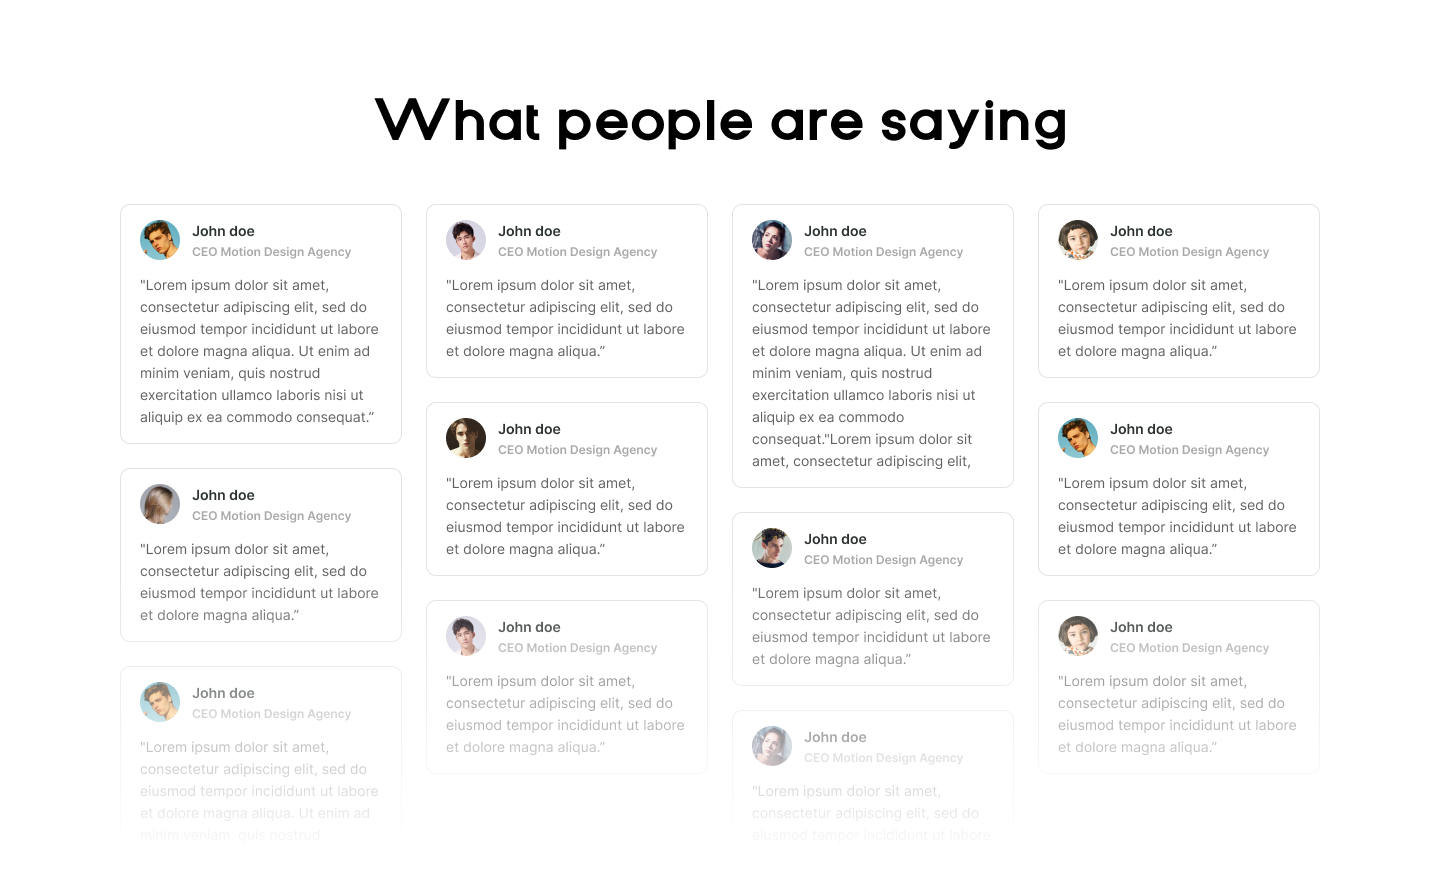 What people are saying
John doe
CEO Motion Design Agency
"Lorem ipsum dolor sit amet,
consectetur adipiscing elit, sed do
eiusmod tempor incididunt ut labore
et dolore magna aliqua. Ut enim ad
minim veniam, quis nostrud
exercitation ullamco laboris nisi ut
aliquip ex ea commodo consequat.”
John doe
CEO Motion Design Agency
"Lorem ipsum dolor sit amet,
consectetur adipiscing elit, sed do
eiusmod tempor incididunt ut labore
et dolore magna aliqua.”
John doe
CEO Motion Design Agency
"Lorem ipsum dolor sit amet,
consectetur adipiscing elit, sed do
eiusmod tempor incididunt ut labore
et dolore magna aliqua. Ut enim ad
minim veniam, quis nostrud
John doe
CEO Motion Design Agency
"Lorem ipsum dolor sit amet,
consectetur adipiscing elit, sed do
eiusmod tempor incididunt ut labore
et dolore magna aliqua.”
John doe
CEO Motion Design Agency
"Lorem ipsum dolor sit amet,
consectetur adipiscing elit, sed do
eiusmod tempor incididunt ut labore
et dolore magna aliqua.”
John doe
CEO Motion Design Agency
"Lorem ipsum dolor sit amet,
consectetur adipiscing elit, sed do
eiusmod tempor incididunt ut labore
et dolore magna aliqua.”
John doe
CEO Motion Design Agency
"Lorem ipsum dolor sit amet,
consectetur adipiscing elit, sed do
eiusmod tempor incididunt ut labore
et dolore magna aliqua. Ut enim ad
minim veniam, quis nostrud
exercitation ullamco laboris nisi ut
aliquip ex ea commodo
consequat."Lorem ipsum dolor sit
amet, consectetur adipiscing elit,
John doe
CEO Motion Design Agency
"Lorem ipsum dolor sit amet,
consectetur adipiscing elit, sed do
eiusmod tempor incididunt ut labore
et dolore magna aliqua.”
John doe
CEO Motion Design Agency
"Lorem ipsum dolor sit amet,
consectetur adipiscing elit, sed do
eiusmod tempor incididunt ut labore
John doe
CEO Motion Design Agency
"Lorem ipsum dolor sit amet,
consectetur adipiscing elit, sed do
eiusmod tempor incididunt ut labore
et dolore magna aliqua.”
John doe
CEO Motion Design Agency
"Lorem ipsum dolor sit amet,
consectetur adipiscing elit, sed do
eiusmod tempor incididunt ut labore
et dolore magna aliqua.”
John doe
CEO Motion Design Agency
"Lorem ipsum dolor sit amet,
consectetur adipiscing elit, sed do
eiusmod tempor incididunt ut labore
et dolore magna aliqua.”